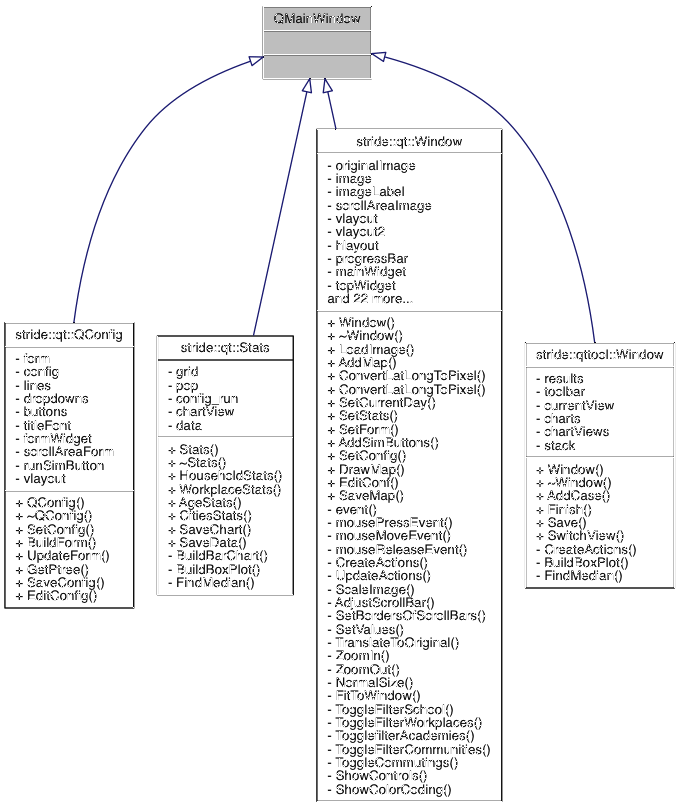 QMainWindow
stride::qt::QConfig
- form
- config
- lines
- dropdowns
- buttons
- titleFont
- formWidget
- scrollAreaForm
- runSimButton
- vlayout
+ QConfig()
+ ~QConfig()
+ SetConfig()
+ BuildForm()
+ UpdateForm()
+ GetPtree()
+ SaveConfig()
+ EditConfig()
stride::qt::Stats
- grid
- pop
- config_run
- chartView
- data
+ Stats()
+ ~Stats()
+ HouseholdStats()
+ WorkplaceStats()
+ AgeStats()
+ CitiesStats()
+ SaveChart()
+ SaveData()
- BuildBarChart()
- BuildBoxPlot()
- FindMedian()
stride::qt::Window
- originalImage
- image
- imageLabel
- scrollAreaImage
- vlayout
- vlayout2
- hlayout
- progressBar
- mainWidget
- topWidget
and 22 more...
+ Window()
+ ~Window()
+ LoadImage()
+ AddMap()
+ ConvertLatLongToPixel()
+ ConvertLatLongToPixel()
+ SetCurrentDay()
+ SetStats()
+ SetForm()
+ AddSimButtons()
+ SetConfig()
+ DrawMap()
+ EditConf()
+ SaveMap()
- event()
- mousePressEvent()
- mouseMoveEvent()
- mouseReleaseEvent()
- CreateActions()
- UpdateActions()
- ScaleImage()
- AdjustScrollBar()
- SetBordersOfScrollBars()
- SetValues()
- TranslateToOriginal()
- ZoomIn()
- ZoomOut()
- NormalSize()
- FitToWindow()
- ToggleFilterSchool()
- ToggleFilterWorkplaces()
- TogglefilterAcademies()
- ToggleFilterCommunities()
- ToggleCommutings()
- ShowControls()
- ShowColorCoding()
stride::qttool::Window
- results
- toolbar
- currentView
- charts
- chartViews
- stack
+ Window()
+ ~Window()
+ AddCase()
+ Finish()
+ Save()
+ SwitchView()
- CreateActions()
- BuildBoxPlot()
- FindMedian()